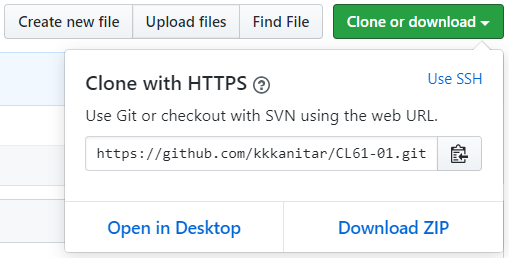 Create new file Upload files Find File Clone or download
Clone with HTTPS ?
Use SSH
Use Git or checkout with SVN using the web URL.
https://github.com/kkkanitar/CL61-01.git
Open in Desktop Download ZIP